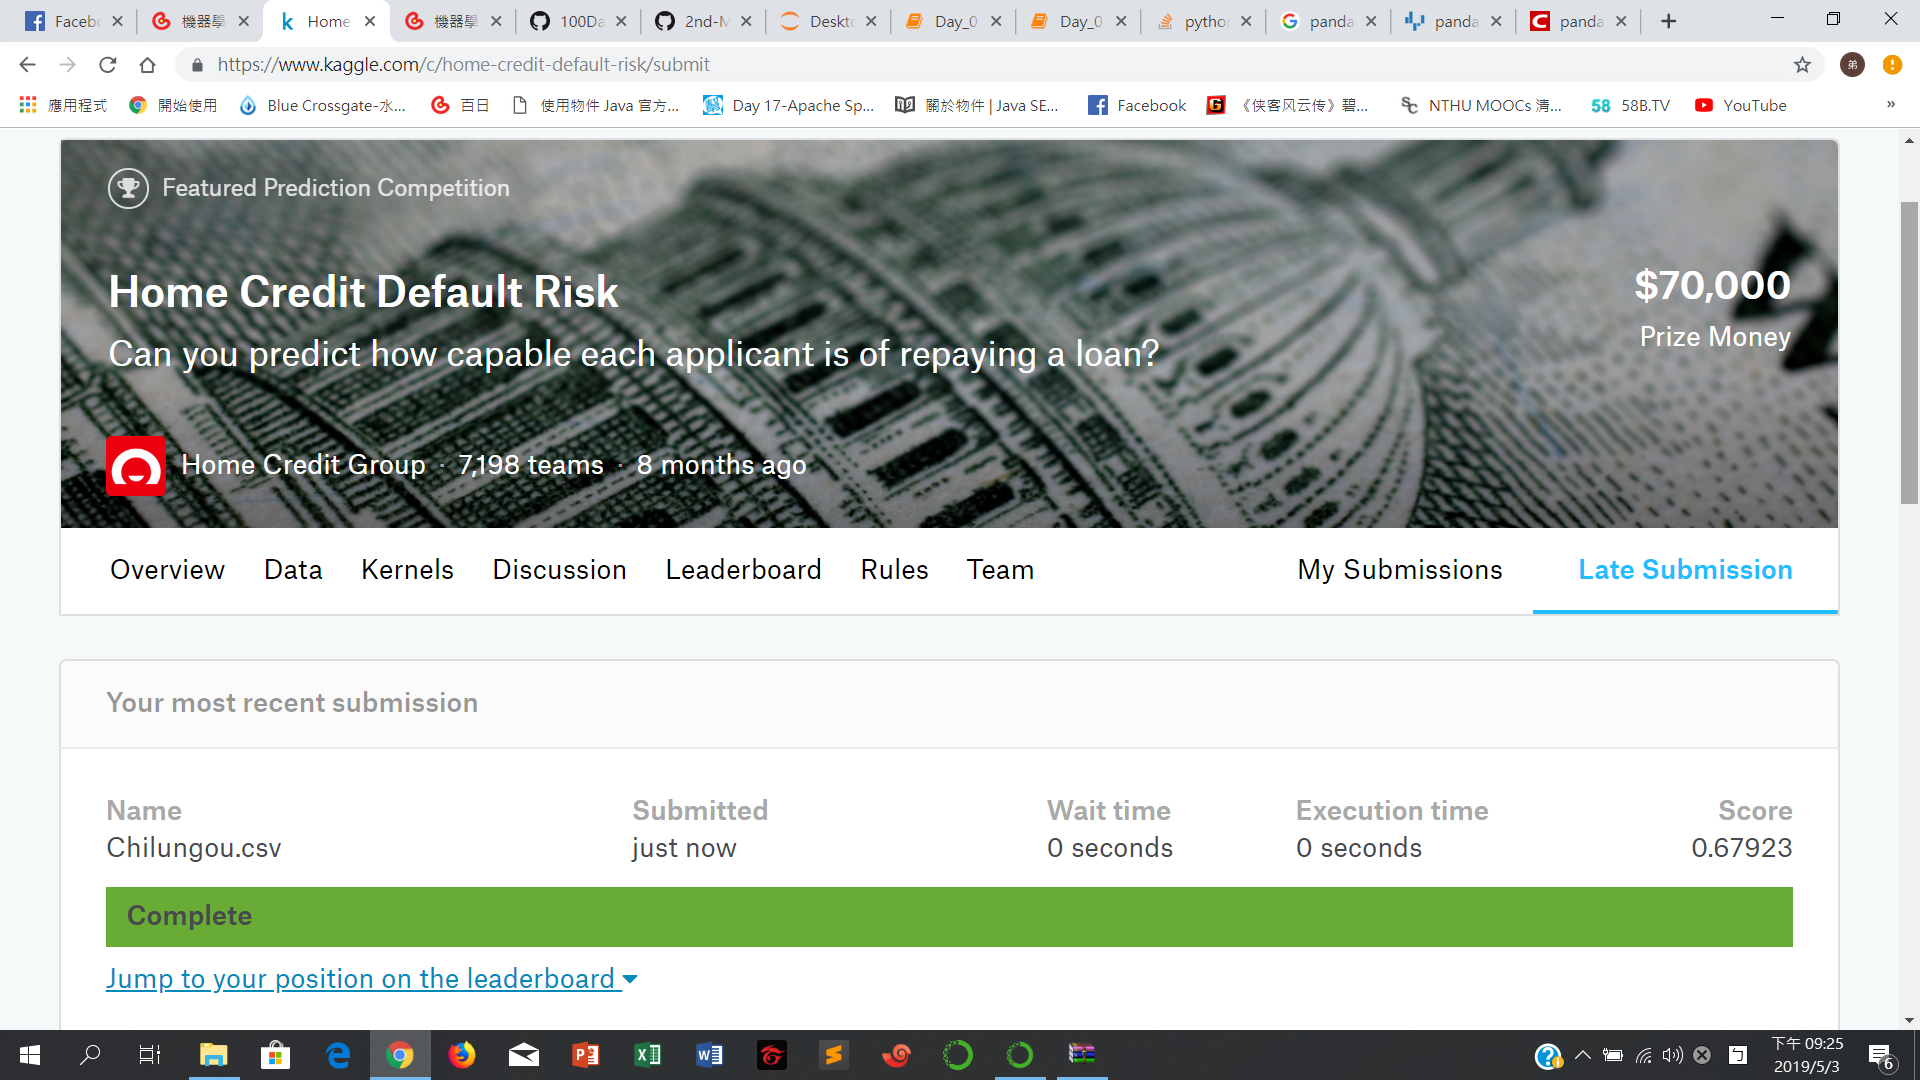 Facebo
機器學
Home
機器學
100Da
2nd-M
Deskto
Day_0
Day_0
pytho
panda
panda
panda
https://www.kaggle.com/c/home-credit-default-risk/submit
弟
應用程式
開始使用
Blue Crossgate-水...
百日
使用物件 Java 官方...
Day 17-Apache Sp...
關於物件 | Java SE...
Facebook
《侠客风云传》碧...
NTHU MOOCs 清...
58 58B.TV
YouTube
»
Featured Prediction Competition
Home Credit Default Risk
$70,000
Can you predict how capable each applicant is of repaying a loan?
Prize Money
Home Credit Group · 7,198 teams · 8 months ago
Overview Data Kernels Discussion Leaderboard Rules Team My Submissions Late Submission
Your most recent submission
Name Submitted Wait time Execution time Score
Chilungou.csv just now 0 seconds 0 seconds 0.67923
Complete
Jump to your position on the leaderboard
下午 09:25
2019/5/3
6